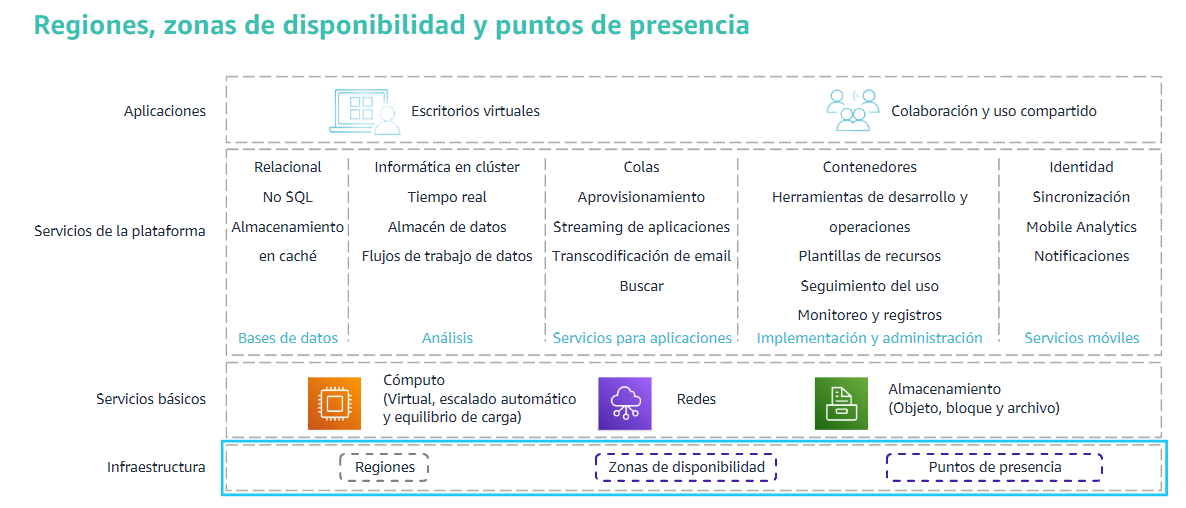 Regiones, zonas de disponibilidad y puntos de presencia
Aplicaciones
Escritorios virtuales
Colaboración y uso compartido
Servicios de la plataforma
Relacional
No SQL
Almacenamiento
en caché
Bases de datos
Informática en clúster
Tiempo real
Almacén de datos
Flujos de trabajo de datos
Análisis
Colas
Aprovisionamiento
Streaming de aplicaciones
Transcodificación de email
Buscar
Servicios para aplicaciones
Contenedores
Herramientas de desarrollo y
operaciones
Plantillas de recursos
Seguimiento del uso
Monitoreo y registros
Implementación y administración
Identidad
Sincronización
Mobile Analytics
Notificaciones
Servicios móviles
Servicios básicos
Cómputo
(Virtual, escalado automático
y equilibrio de carga)
Redes
Almacenamiento
(Objeto, bloque y archivo)
Infraestructura
Regiones
Zonas de disponibilidad
Puntos de presencia